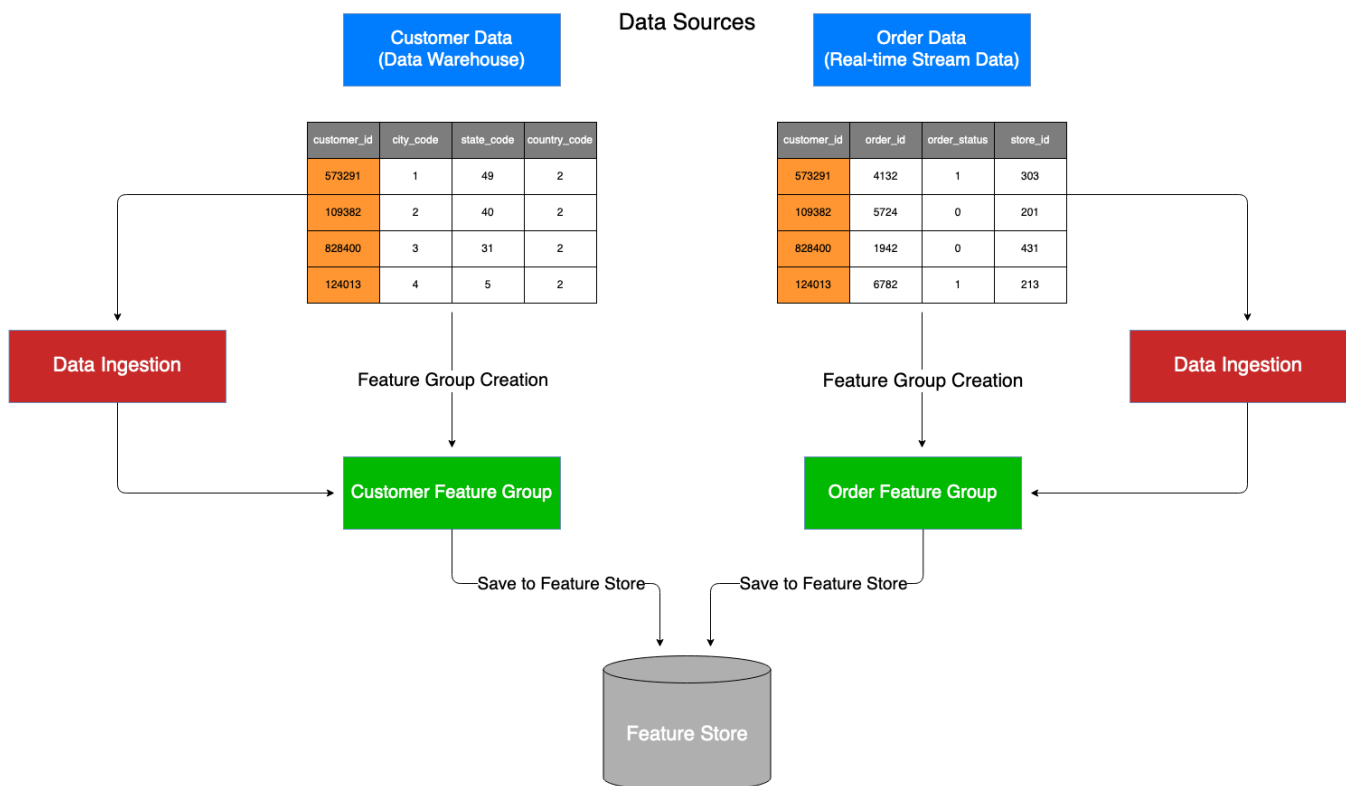 Data Sources
Customer Data
(Data Warehouse)
Order Data
(Real-time Stream Data)
customer_id city_code state_code country_code
573291 1 49 2
109382 2 40 2
828400 3 31 2
124013 4 5 2
customer_id order_id order_status store_id
573291 4132 1 303
109382 5724 0 201
828400 1942 0 431
124013 6782 1 213
Data Ingestion
Feature Group Creation
Feature Group Creation
Data Ingestion
Customer Feature Group
Order Feature Group
Save to Feature Store
Save to Feature Store
Feature Store